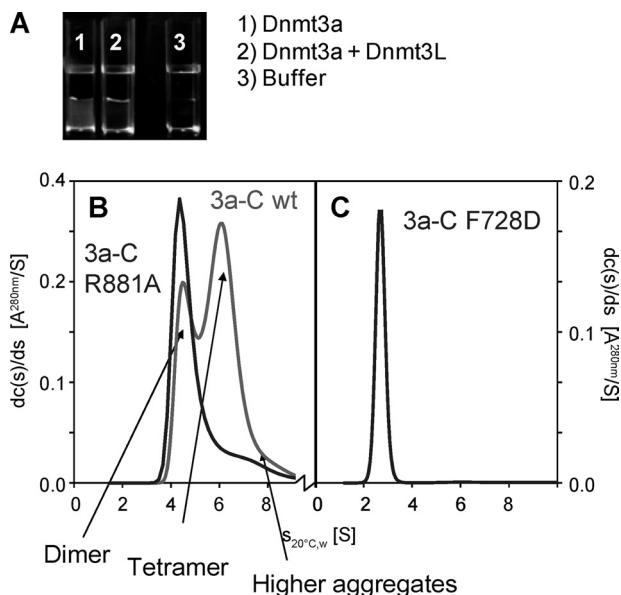 A
1
2
3
1) Dnmt3a
2) Dnmt3a + Dnmt3L
3) Buffer
0.4
0.2
0.1
0.0
dc(s)/ds [A280nm/S]
B
3a-C wt
3a-C
R881A
C
3a-C F728D
0.2
0.1
0.0
dc(s)/ds [A280nm/S]
0 2 4 6 8
0 2 4 6 8
s20°C,w [S]
Dimer
Tetramer
Higher aggregates